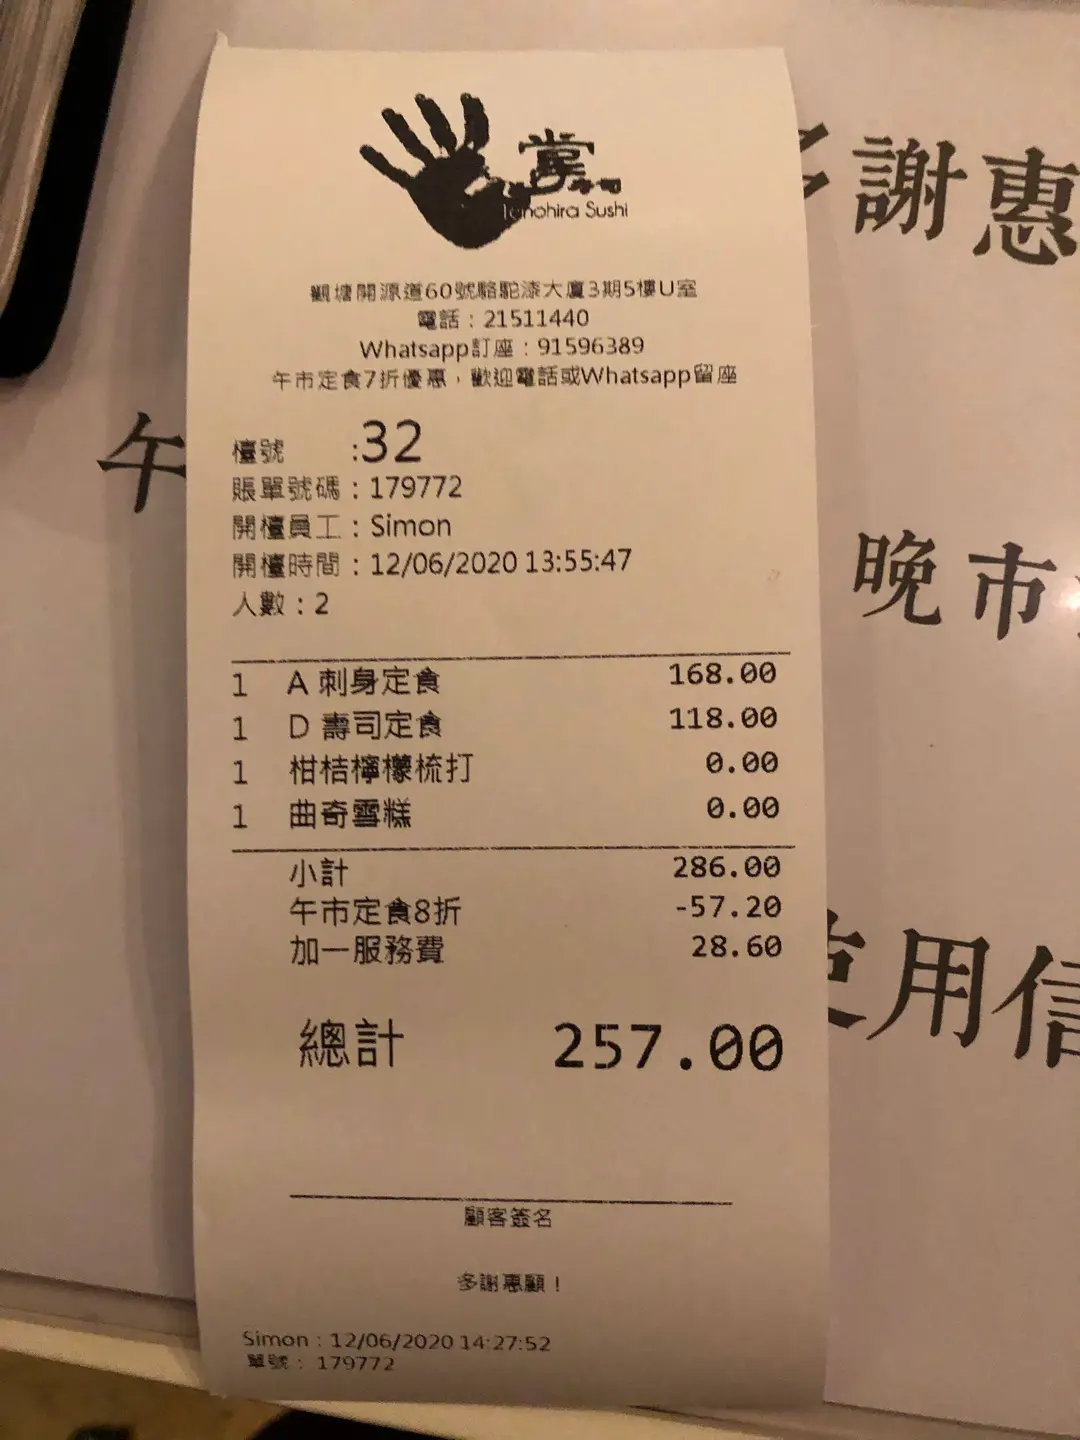 掌
Tanohira Sushi
觀塘開源道60號駱駝漆大廈3期5樓U室
電話：21511440
Whatsapp訂座：91596389
午市定食7折優惠，歡迎電話或Whatsapp留座
檯號 :32
賬單號碼：179772
開檯員工：Simon
開檯時間：12/06/2020 13:55:47
人數：2
1 A 刺身定食 168.00
1 D 壽司定食 118.00
1 柑桔檸檬梳打 0.00
1 曲奇雪糕 0.00
小計 286.00
午市定食8折 -57.20
加一服務費 28.60
總計 257.00
顧客簽名
多謝惠顧！
Simon：12/06/2020 14:27:52
單號：179772
謝惠
午
晚市
使用信